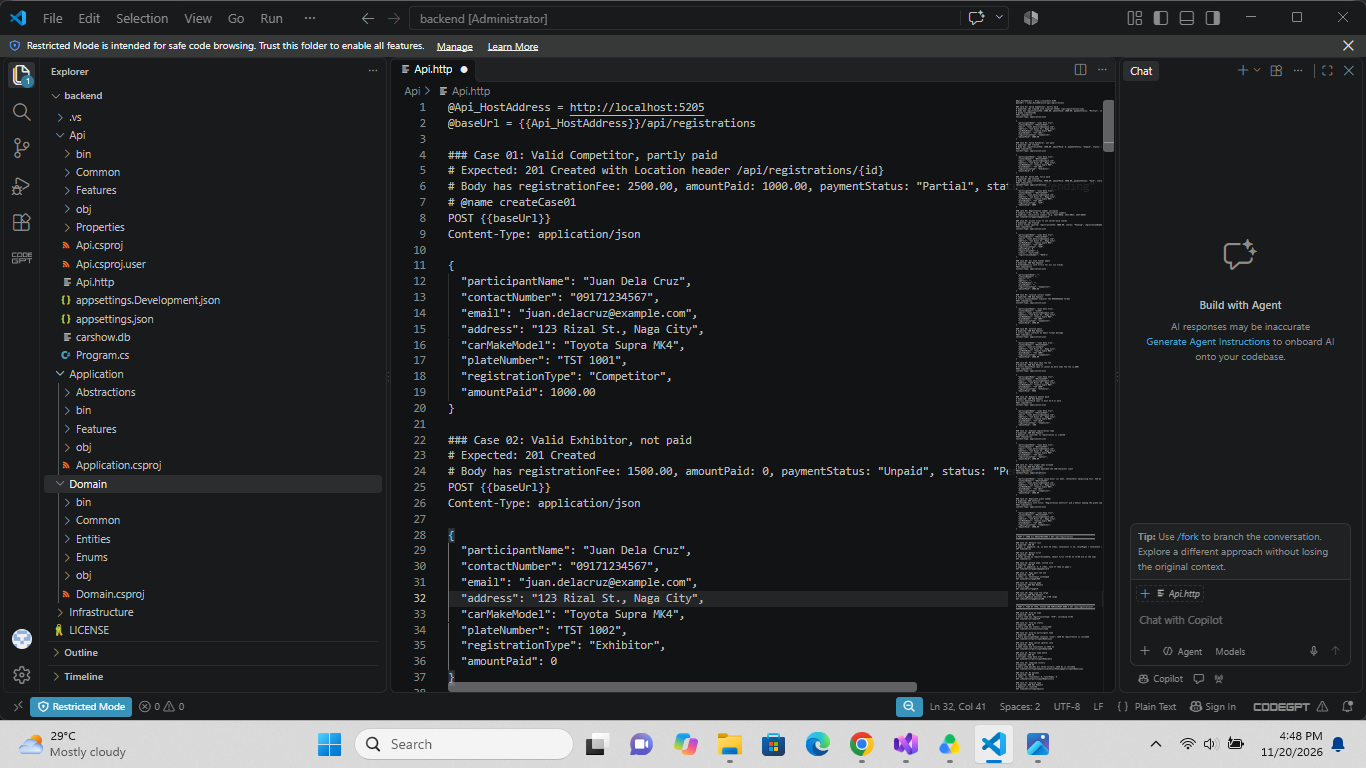 File Edit Selection View Go Run ··· backend [Administrator]
Restricted Mode is intended for safe code browsing. Trust this folder to enable all features. Manage Learn More
Explorer
1
backend
.vs
Api
bin
Common
Features
obj
Properties
Api.csproj
Api.csproj.user
Api.http
appsettings.Development.json
appsettings.json
carshow.db
Program.cs
Application
Abstractions
bin
Features
obj
Application.csproj
Domain
bin
Common
Entities
Enums
obj
Domain.csproj
Infrastructure
LICENSE
Outline
Timeline
CODE
GPT
Api.http
Api > Api.http
1 @Api_HostAddress = http://localhost:5205
2 @baseUrl = {{Api_HostAddress}}/api/registrations
3
4 ### Case 01: Valid Competitor, partly paid
5 # Expected: 201 Created with Location header /api/registrations/{id}
6 # Body has registrationFee: 2500.00, amountPaid: 1000.00, paymentStatus: "Partial", stat
7 # @name createCase01
8 POST {{baseUrl}}
9 Content-Type: application/json
10
11 {
12 "participantName": "Juan Dela Cruz",
13 "contactNumber": "09171234567",
14 "email": "juan.delacruz@example.com",
15 "address": "123 Rizal St., Naga City",
16 "carMakeModel": "Toyota Supra MK4",
17 "plateNumber": "TST 1001",
18 "registrationType": "Competitor",
19 "amountPaid": 1000.00
20 }
21
22 ### Case 02: Valid Exhibitor, not paid
23 # Expected: 201 Created
24 # Body has registrationFee: 1500.00, amountPaid: 0, paymentStatus: "Unpaid", status: "Pe
25 POST {{baseUrl}}
26 Content-Type: application/json
27
28 {
29 "participantName": "Juan Dela Cruz",
30 "contactNumber": "09171234567",
31 "email": "juan.delacruz@example.com",
32 "address": "123 Rizal St., Naga City",
33 "carMakeModel": "Toyota Supra MK4",
34 "plateNumber": "TST 1002",
35 "registrationType": "Exhibitor",
36 "amountPaid": 0
37 }
Chat
Build with Agent
AI responses may be inaccurate
Generate Agent Instructions to onboard AI
onto your codebase.
Tip: Use /fork to branch the conversation.
Explore a different approach without losing
the original context.
Api.http
Chat with Copilot
Agent Models
Copilot
Restricted Mode 0 0 Ln 32, Col 41 Spaces: 2 UTF-8 LF { } Plain Text Sign In CODEGPT
29°C
Mostly cloudy
Search
4:48 PM
11/20/2026